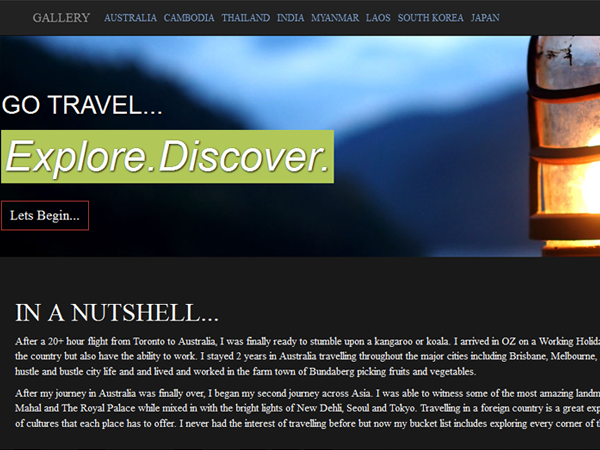 GALLERY AUSTRALIA CAMBODIA THAILAND INDIA MYANMAR LAOS SOUTH KOREA JAPAN
GO TRAVEL...
Explore.Discover.
Lets Begin...
IN A NUTSHELL...
After a 20+ hour flight from Toronto to Australia, I was finally ready to stumble upon a kangaroo or koala. I arrived in OZ on a Working Holida
the country but also have the ability to work. I stayed 2 years in Australia travelling throughout the major cities including Brisbane, Melbourne,
hustle and bustle city life and and lived and worked in the farm town of Bundaberg picking fruits and vegetables.
After my journey in Australia was finally over, I began my second journey across Asia. I was able to witness some of the most amazing landm
Mahal and The Royal Palace while mixed in with the bright lights of New Dehli, Seoul and Tokyo. Travelling in a foreign country is a great exp
of cultures that each place has to offer. I never had the interest of travelling before but now my bucket list includes exploring every corner of th